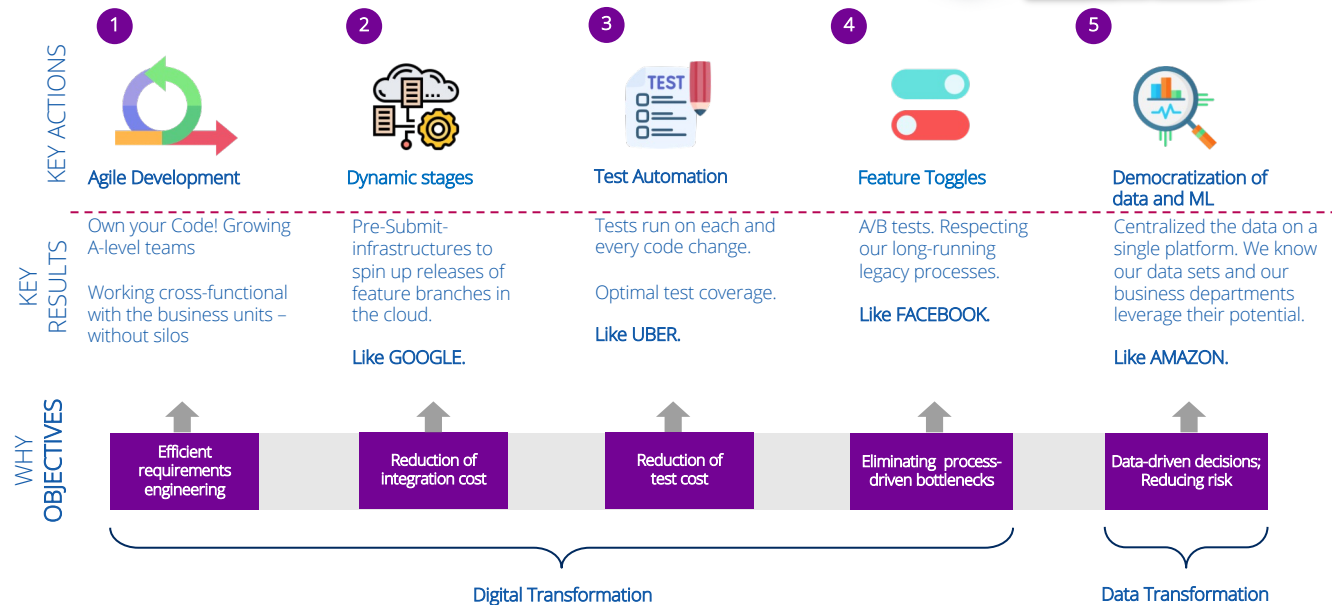 1
2
3
4
5
KEY ACTIONS
TEST
Agile Development
Dynamic stages
Test Automation
Feature Toggles
Democratization of
data and ML
KEY
RESULTS
Own your Code! Growing
A-level teams
Working cross-functional
with the business units –
without silos
Pre-Submit-
infrastructures to
spin up releases of
feature branches in
the cloud.
Like GOOGLE.
Tests run on each and
every code change.
Optimal test coverage.
Like UBER.
A/B tests. Respecting
our long-running
legacy processes.
Like FACEBOOK.
Centralized the data on a
single platform. We know
our data sets and our
business departments
leverage their potential.
Like AMAZON.
WHY
OBJECTIVES
Efficient
requirements
engineering
Reduction of
integration cost
Reduction of
test cost
Eliminating process-
driven bottlenecks
Data-driven decisions;
Reducing risk
Digital Transformation
Data Transformation